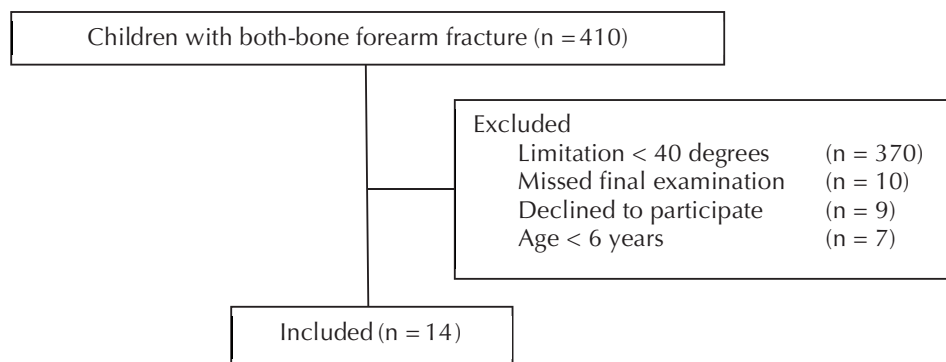 Children with both-bone forearm fracture (n = 410)
Excluded
Limitation < 40 degrees (n = 370)
Missed final examination (n = 10)
Declined to participate (n = 9)
Age < 6 years (n = 7)
Included (n = 14)